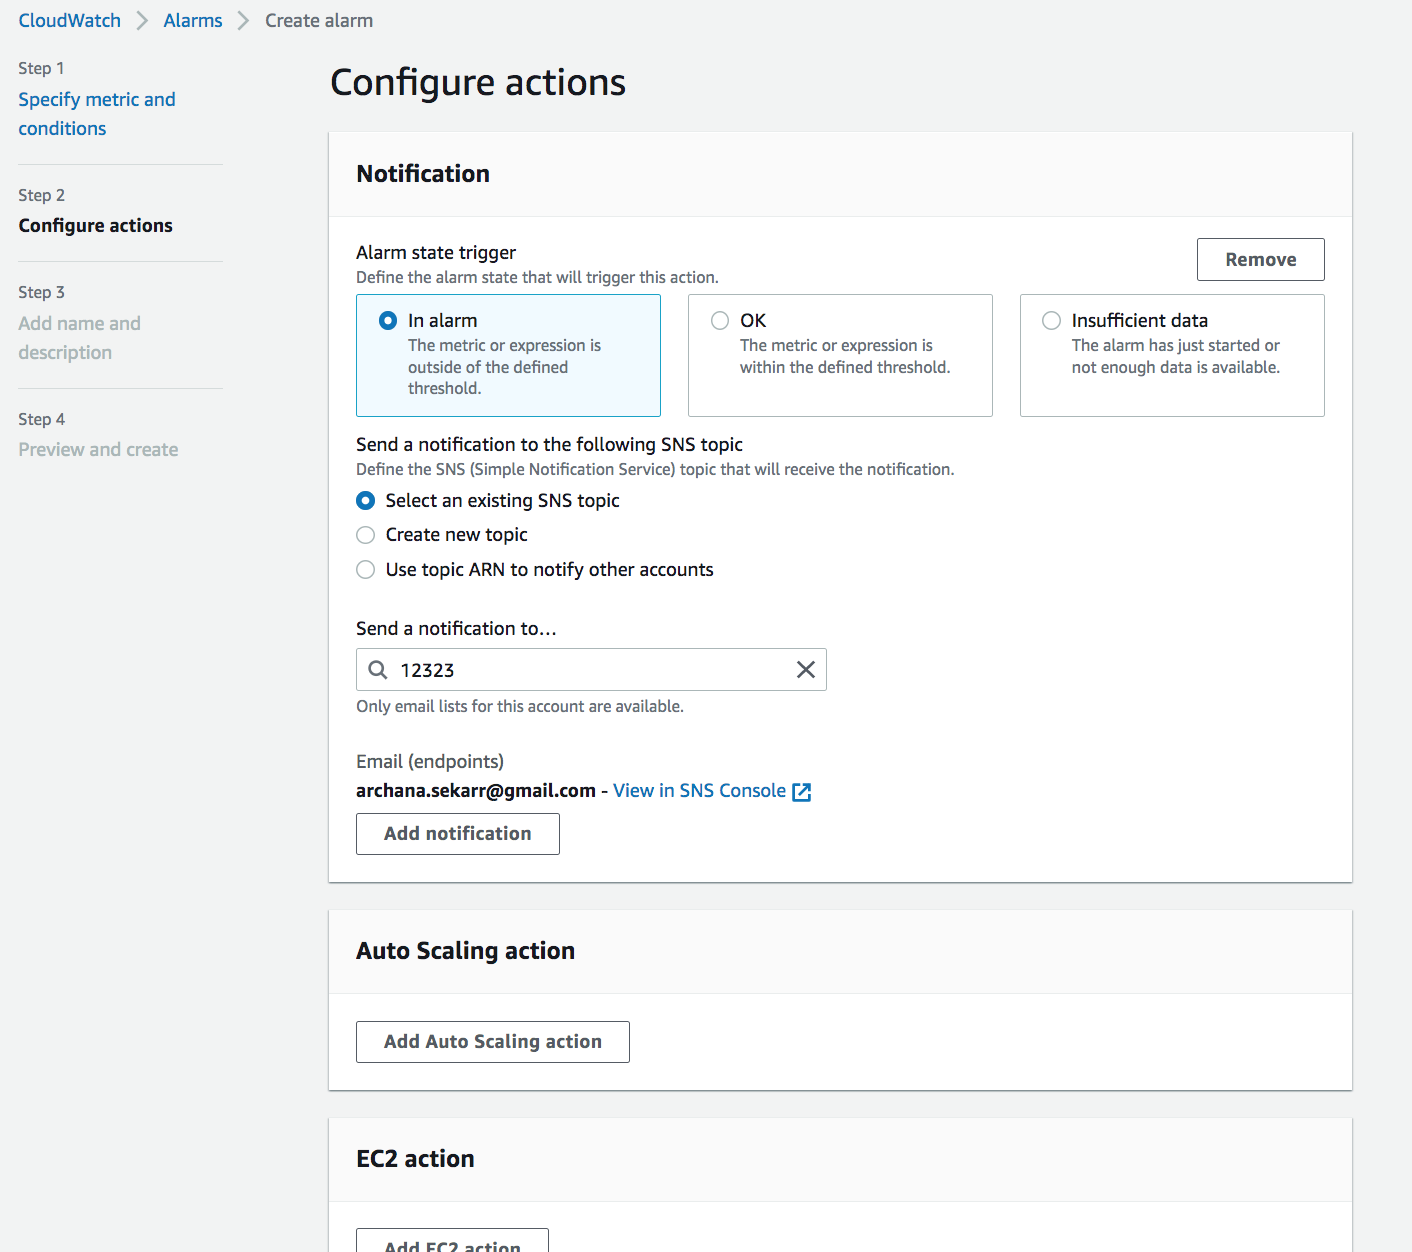 CloudWatch > Alarms > Create alarm
Step 1
Specify metric and
conditions
Step 2
Configure actions
Step 3
Add name and
description
Step 4
Preview and create
Configure actions
Notification
Alarm state trigger
Define the alarm state that will trigger this action.
Remove
In alarm
The metric or expression is
outside of the defined
threshold.
OK
The metric or expression is
within the defined threshold.
Insufficient data
The alarm has just started or
not enough data is available.
Send a notification to the following SNS topic
Define the SNS (Simple Notification Service) topic that will receive the notification.
Select an existing SNS topic
Create new topic
Use topic ARN to notify other accounts
Send a notification to…
12323
Only email lists for this account are available.
Email (endpoints)
archana.sekarr@gmail.com - View in SNS Console
Add notification
Auto Scaling action
Add Auto Scaling action
EC2 action
Add EC2 action